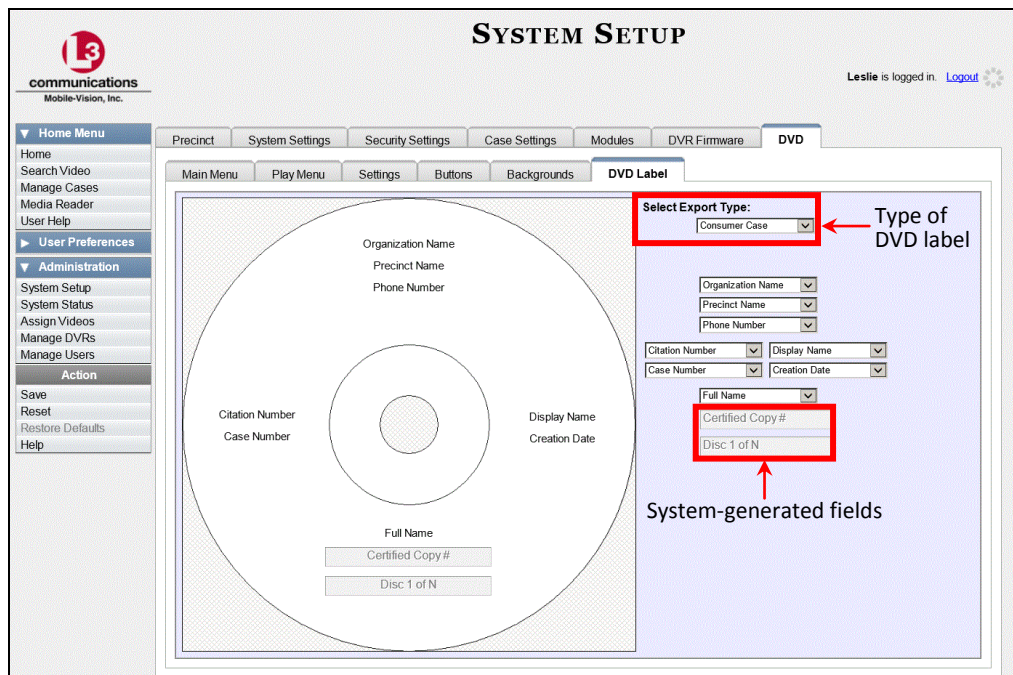 SYSTEM SETUP
L3
communications
Mobile-Vision, Inc.
Leslie is logged in. Logout
Home Menu
Home
Search Video
Manage Cases
Media Reader
User Help
User Preferences
Administration
System Setup
System Status
Assign Videos
Manage DVRs
Manage Users
Action
Save
Reset
Restore Defaults
Help
Precinct System Settings Security Settings Case Settings Modules DVR Firmware DVD
Main Menu Play Menu Settings Buttons Backgrounds DVD Label
Organization Name
Precinct Name
Phone Number
Citation Number
Case Number
Display Name
Creation Date
Full Name
Certified Copy #
Disc 1 of N
Select Export Type:
Consumer Case
Type of
DVD label
Organization Name
Precinct Name
Phone Number
Citation Number Display Name
Case Number Creation Date
Full Name
Certified Copy #
Disc 1 of N
System-generated fields